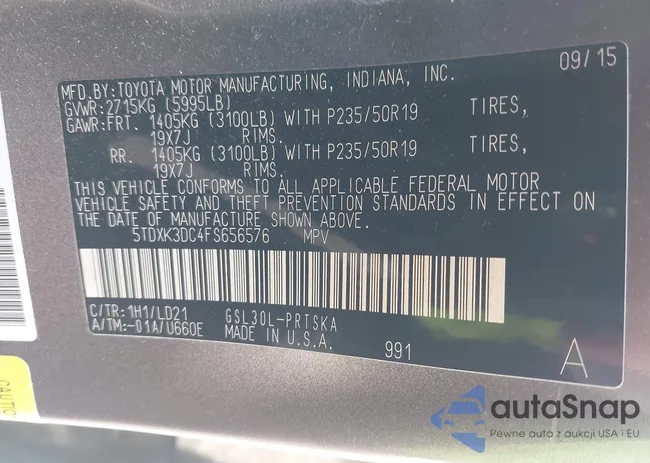 MFD.BY:TOYOTA MOTOR MANUFACTURING, INDIANA, INC. 09/15
GVWR:2715KG (5995LB)
GAWR:FRT. 1405KG (3100LB) WITH P235/50R19 TIRES,
19X7J RIMS.
RR. 1405KG (3100LB) WITH P235/50R19 TIRES,
19X7J RIMS.
THIS VEHICLE CONFORMS TO ALL APPLICABLE FEDERAL MOTOR
VEHICLE SAFETY AND THEFT PREVENTION STANDARDS IN EFFECT ON
THE DATE OF MANUFACTURE SHOWN ABOVE.
5TDXK3DC4FS656576 MPV
C/TR:1H1/LD21 GSL30L-PRTSKA
A/TM:-01A/U660E MADE IN U.S.A. 991 A
autaSnap
Pewne auto z aukcji USA i EU